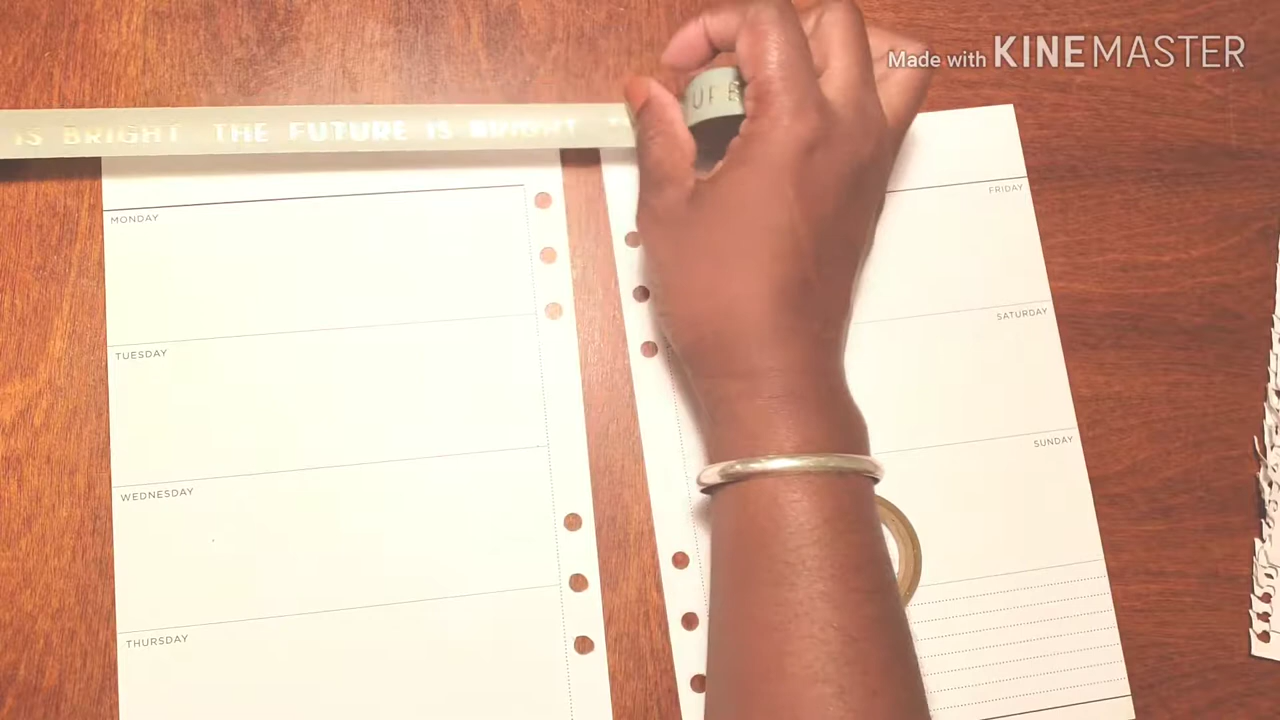 Made with KINEMASTER
IS BRIGHT THE FUTURE IS BRIGHT
MONDAY
TUESDAY
WEDNESDAY
THURSDAY
FRIDAY
SATURDAY
SUNDAY